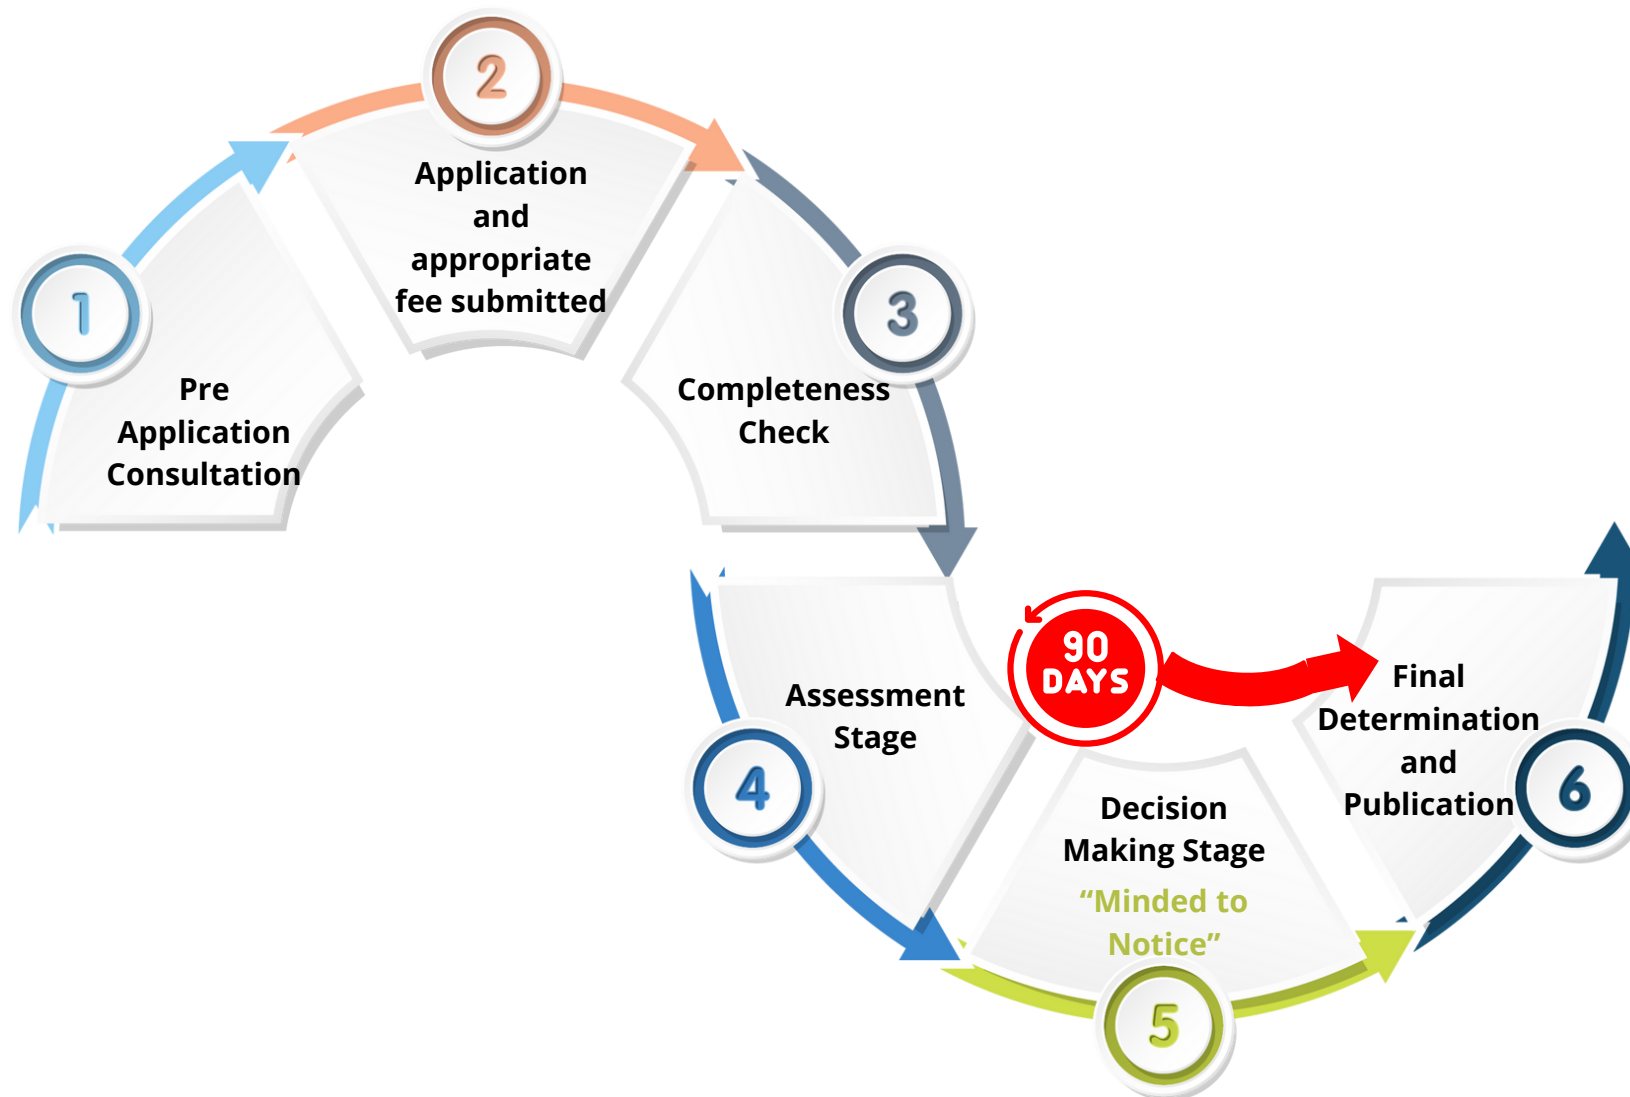 1
Pre
Application
Consultation
2
Application
and
appropriate
fee submitted
3
Completeness
Check
4
Assessment
Stage
5
Decision
Making Stage
“Minded to
Notice”
90
DAYS
6
Final
Determination
and
Publication